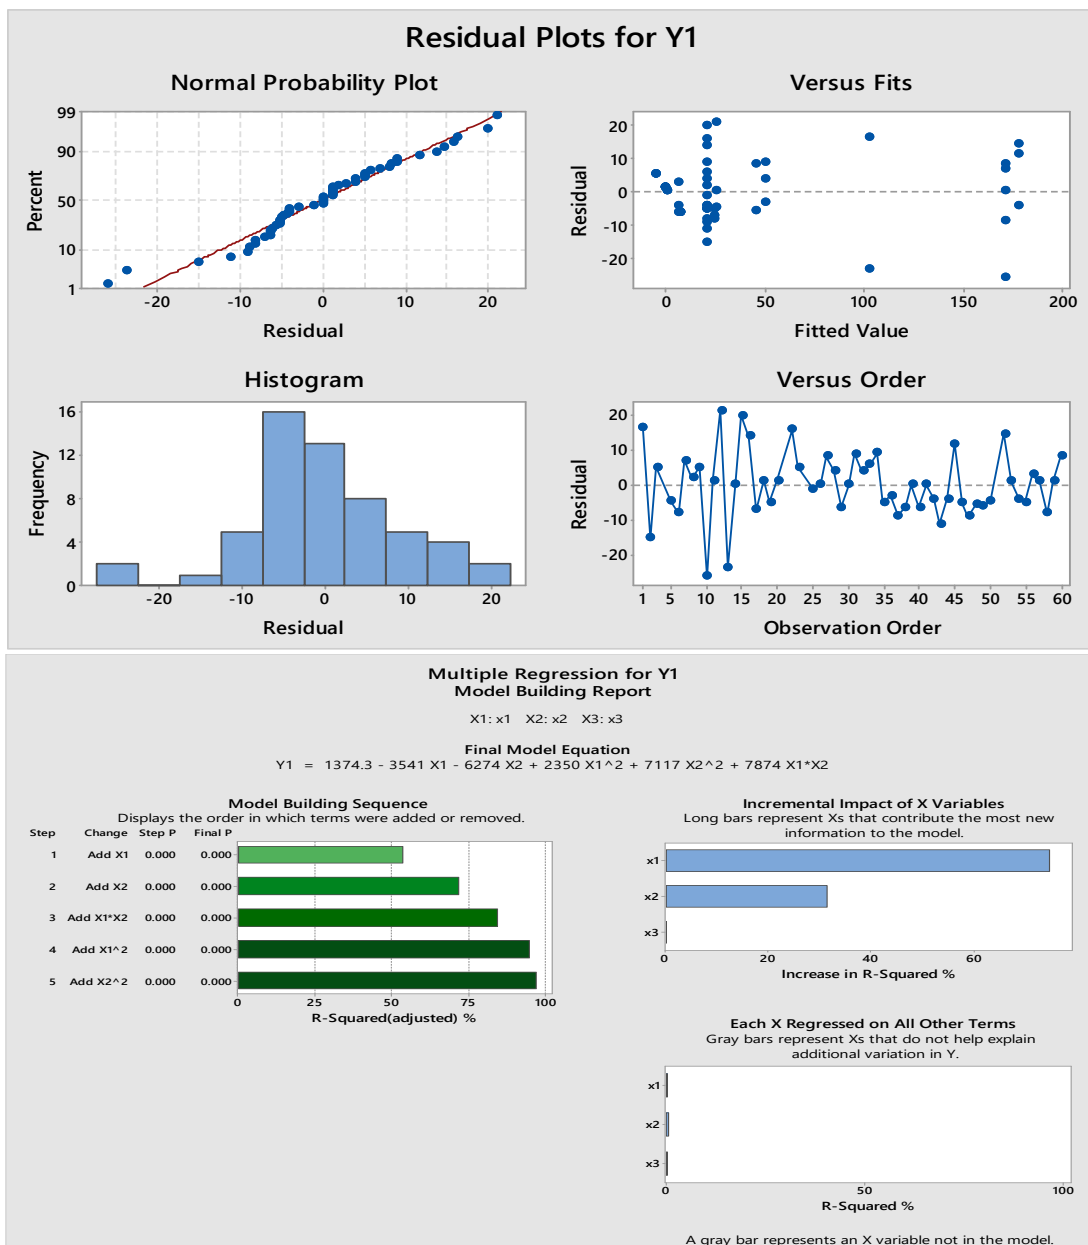 Residual Plots for Y1
Normal Probability Plot
99
90
50
10
1
Percent
-20 -10 0 10 20
Residual
Versus Fits
20
10
0
-10
-20
Residual
0 50 100 150 200
Fitted Value
Histogram
16
12
8
4
0
Frequency
-20 -10 0 10 20
Residual
Versus Order
20
10
0
-10
-20
Residual
1 5 10 15 20 25 30 35 40 45 50 55 60
Observation Order
Multiple Regression for Y1
Model Building Report
X1: x1 X2: x2 X3: x3
Final Model Equation
Y1 = 1374.3 - 3541 X1 - 6274 X2 + 2350 X1^2 + 7117 X2^2 + 7874 X1*X2
Model Building Sequence
Displays the order in which terms were added or removed.
Step Change Step P Final P
1 Add X1 0.000 0.000
2 Add X2 0.000 0.000
3 Add X1*X2 0.000 0.000
4 Add X1^2 0.000 0.000
5 Add X2^2 0.000 0.000
0 25 50 75 100
R-Squared(adjusted) %
Incremental Impact of X Variables
Long bars represent Xs that contribute the most new
information to the model.
x1
x2
x3
0 20 40 60
Increase in R-Squared %
Each X Regressed on All Other Terms
Gray bars represent Xs that do not help explain
additional variation in Y.
x1
x2
x3
0 50 100
R-Squared %
A gray bar represents an X variable not in the model.